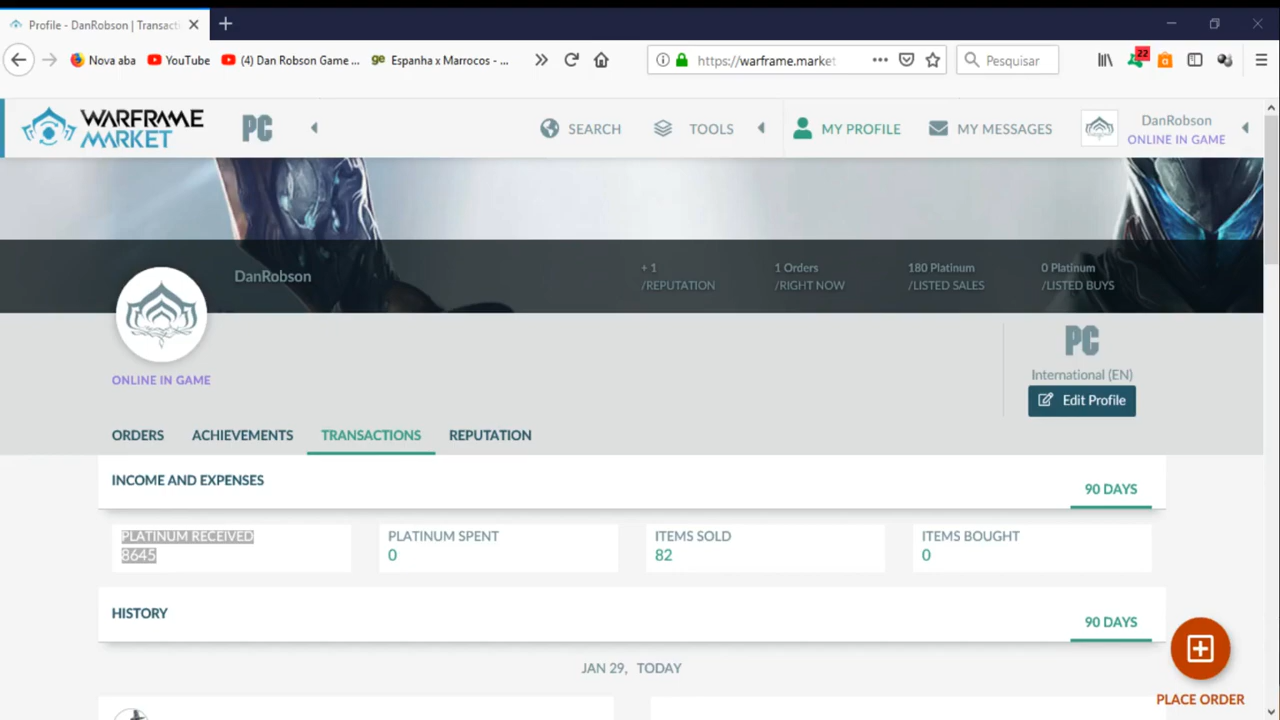 Profile - DanRobson | Transacti
Nova aba
YouTube
(4) Dan Robson Game ...
Espanha x Marrocos - ...
https://warframe.market
Pesquisar
22
WARFRAME
MARKET
PC
SEARCH
TOOLS
MY PROFILE
MY MESSAGES
DanRobson
ONLINE IN GAME
DanRobson
+ 1
/REPUTATION
1 Orders
/RIGHT NOW
180 Platinum
/LISTED SALES
0 Platinum
/LISTED BUYS
ONLINE IN GAME
PC
International (EN)
Edit Profile
ORDERS
ACHIEVEMENTS
TRANSACTIONS
REPUTATION
INCOME AND EXPENSES
90 DAYS
PLATINUM RECEIVED
8645
PLATINUM SPENT
0
ITEMS SOLD
82
ITEMS BOUGHT
0
HISTORY
90 DAYS
JAN 29, TODAY
PLACE ORDER